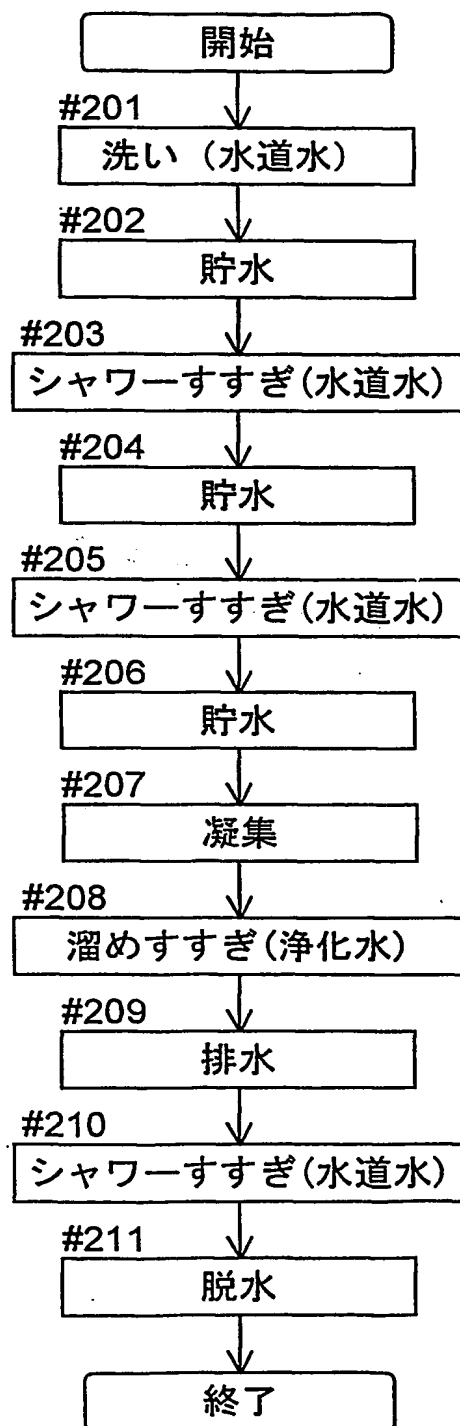 開始
#201
洗い（水道水）
#202
貯水
#203
シャワーすすぎ(水道水)
#204
貯水
#205
シャワーすすぎ(水道水)
#206
貯水
#207
凝集
#208
溜めすすぎ(浄化水)
#209
排水
#210
シャワーすすぎ(水道水)
#211
脱水
終了